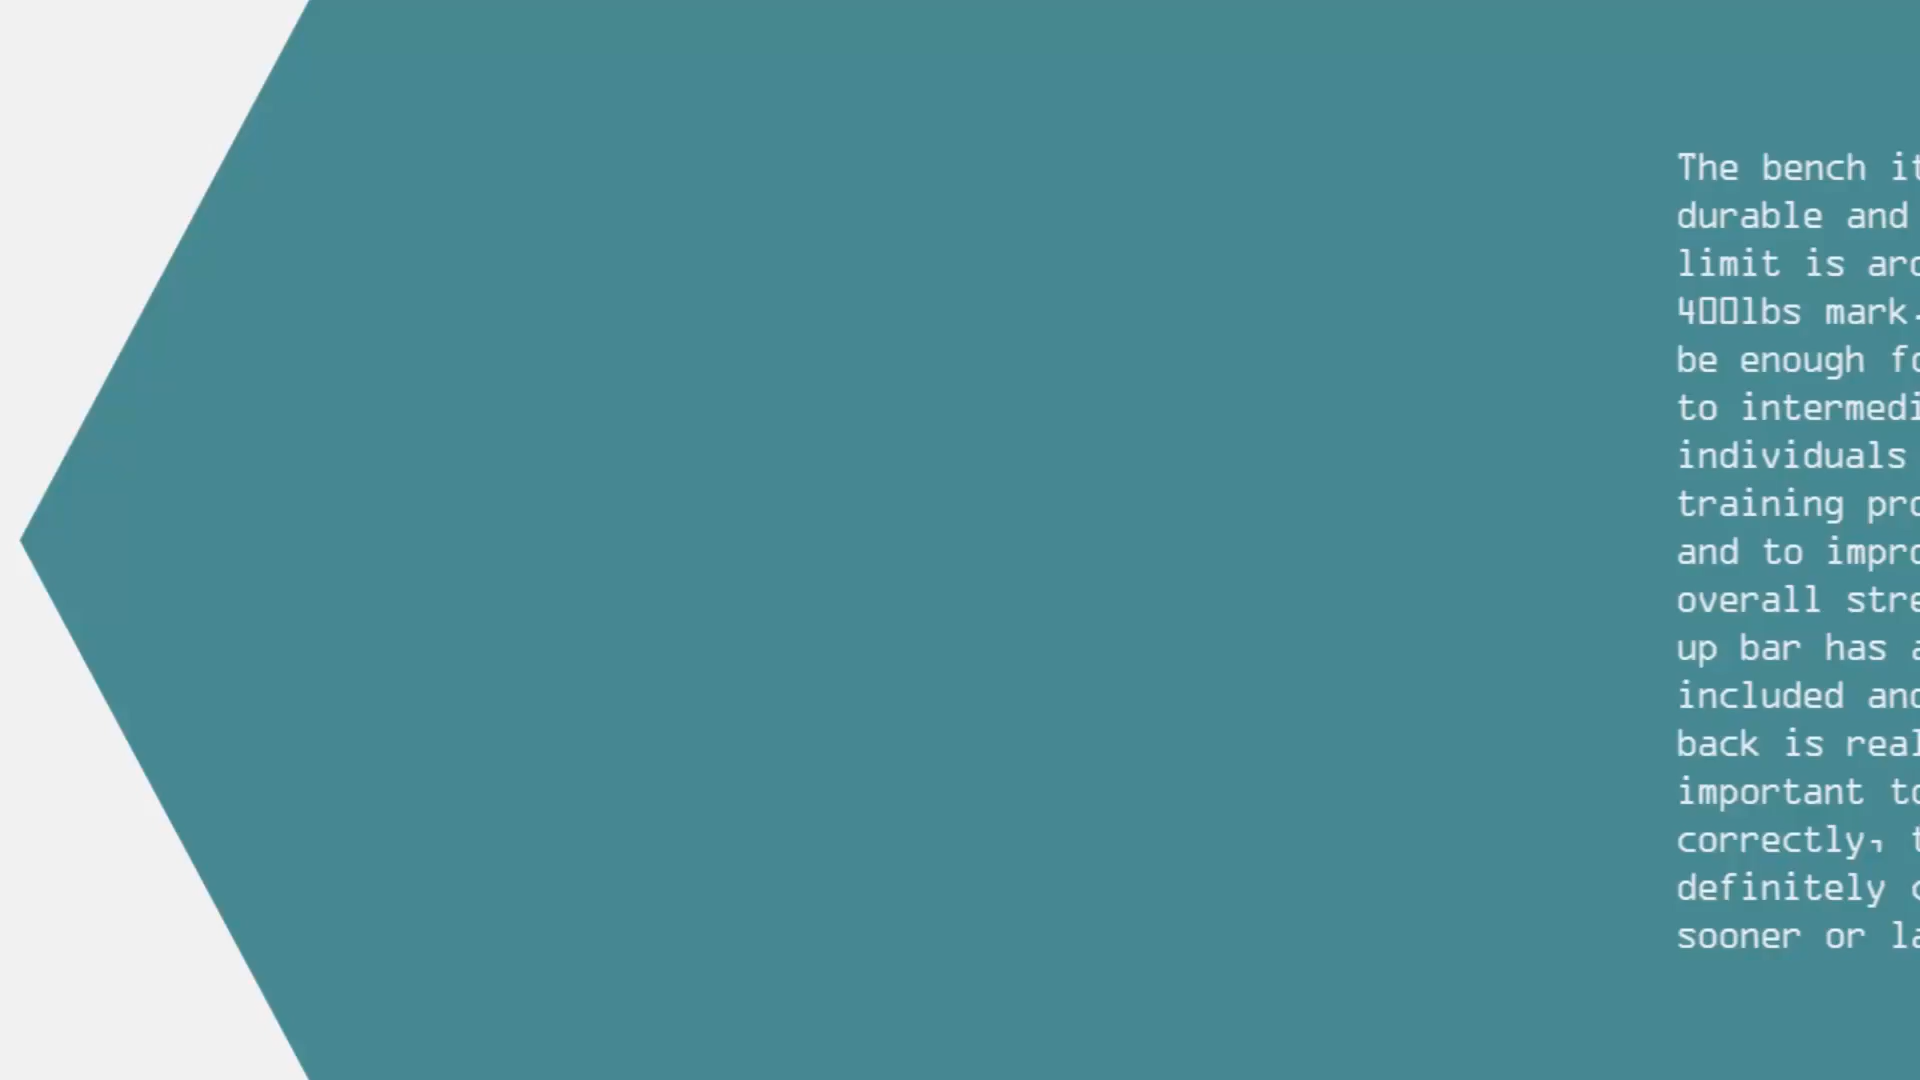 The bench it
durable and
limit is aro
400lbs mark.
be enough fo
to intermedi
individuals
training pro
and to impro
overall stre
up bar has a
included and
back is real
important to
correctly, t
definitely c
sooner or la